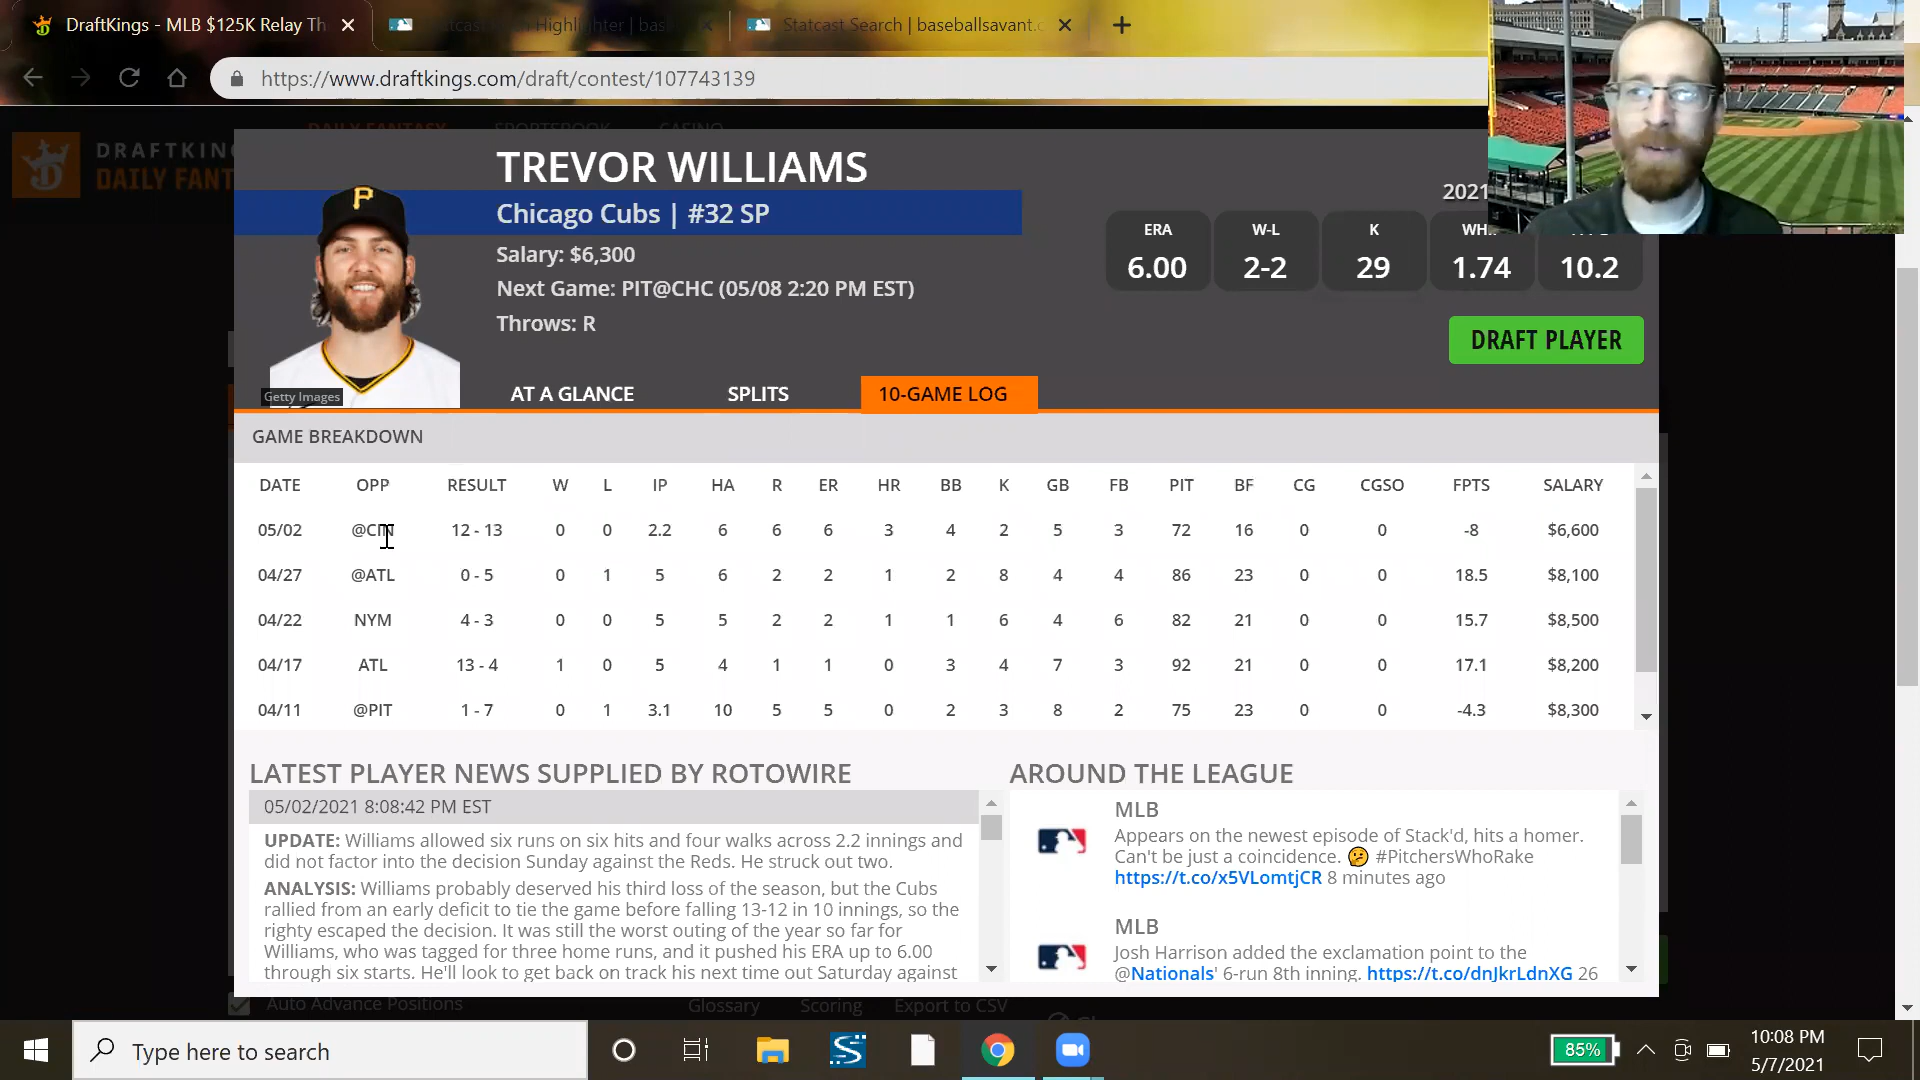 DraftKings - MLB $125K Relay Th
Statcast Search | baseballsavant.c
https://www.draftkings.com/draft/contest/107743139
DRAFTKIN
DAILY FANT
TREVOR WILLIAMS
Chicago Cubs | #32 SP
Salary: $6,300
Next Game: PIT@CHC (05/08 2:20 PM EST)
Throws: R
2021
ERA W-L K
6.00 2-2 29 1.74 10.2
DRAFT PLAYER
Getty Images
AT A GLANCE SPLITS 10-GAME LOG
GAME BREAKDOWN
DATE OPP RESULT W L IP HA R ER HR BB K GB FB PIT BF CG CGSO FPTS SALARY
05/02 @CIN 12 - 13 0 0 2.2 6 6 6 3 4 2 5 3 72 16 0 0 -8 $6,600
04/27 @ATL 0 - 5 0 1 5 6 2 2 1 2 8 4 4 86 23 0 0 18.5 $8,100
04/22 NYM 4 - 3 0 0 5 5 2 2 1 1 6 4 6 82 21 0 0 15.7 $8,500
04/17 ATL 13 - 4 1 0 5 4 1 1 0 3 4 7 3 92 21 0 0 17.1 $8,200
04/11 @PIT 1 - 7 0 1 3.1 10 5 5 0 2 3 8 2 75 23 0 0 -4.3 $8,300
LATEST PLAYER NEWS SUPPLIED BY ROTOWIRE
05/02/2021 8:08:42 PM EST
UPDATE: Williams allowed six runs on six hits and four walks across 2.2 innings and
did not factor into the decision Sunday against the Reds. He struck out two.
ANALYSIS: Williams probably deserved his third loss of the season, but the Cubs
rallied from an early deficit to tie the game before falling 13-12 in 10 innings, so the
righty escaped the decision. It was still the worst outing of the year so far for
Williams, who was tagged for three home runs, and it pushed his ERA up to 6.00
through six starts. He'll look to get back on track his next time out Saturday against
AROUND THE LEAGUE
MLB
Appears on the newest episode of Stack'd, hits a homer.
Can't be just a coincidence. 🤔 #PitchersWhoRake
https://t.co/x5VLomtjCR 8 minutes ago
MLB
Josh Harrison added the exclamation point to the
@Nationals' 6-run 8th inning. https://t.co/dnJkrLdnXG 26
Auto Advance Positions Glossary Scoring Export to CSV
Type here to search
85%
10:08 PM
5/7/2021